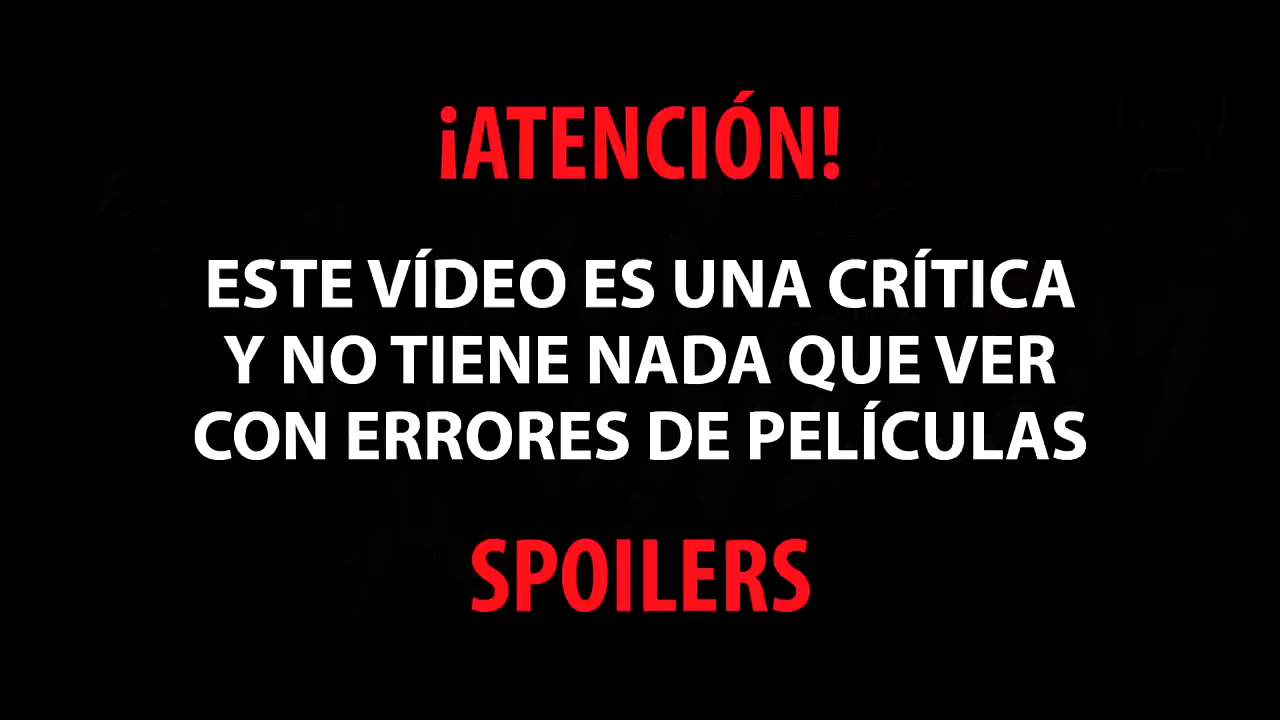 ¡ATENCIÓN!
ESTE VÍDEO ES UNA CRÍTICA
Y NO TIENE NADA QUE VER
CON ERRORES DE PELÍCULAS
SPOILERS